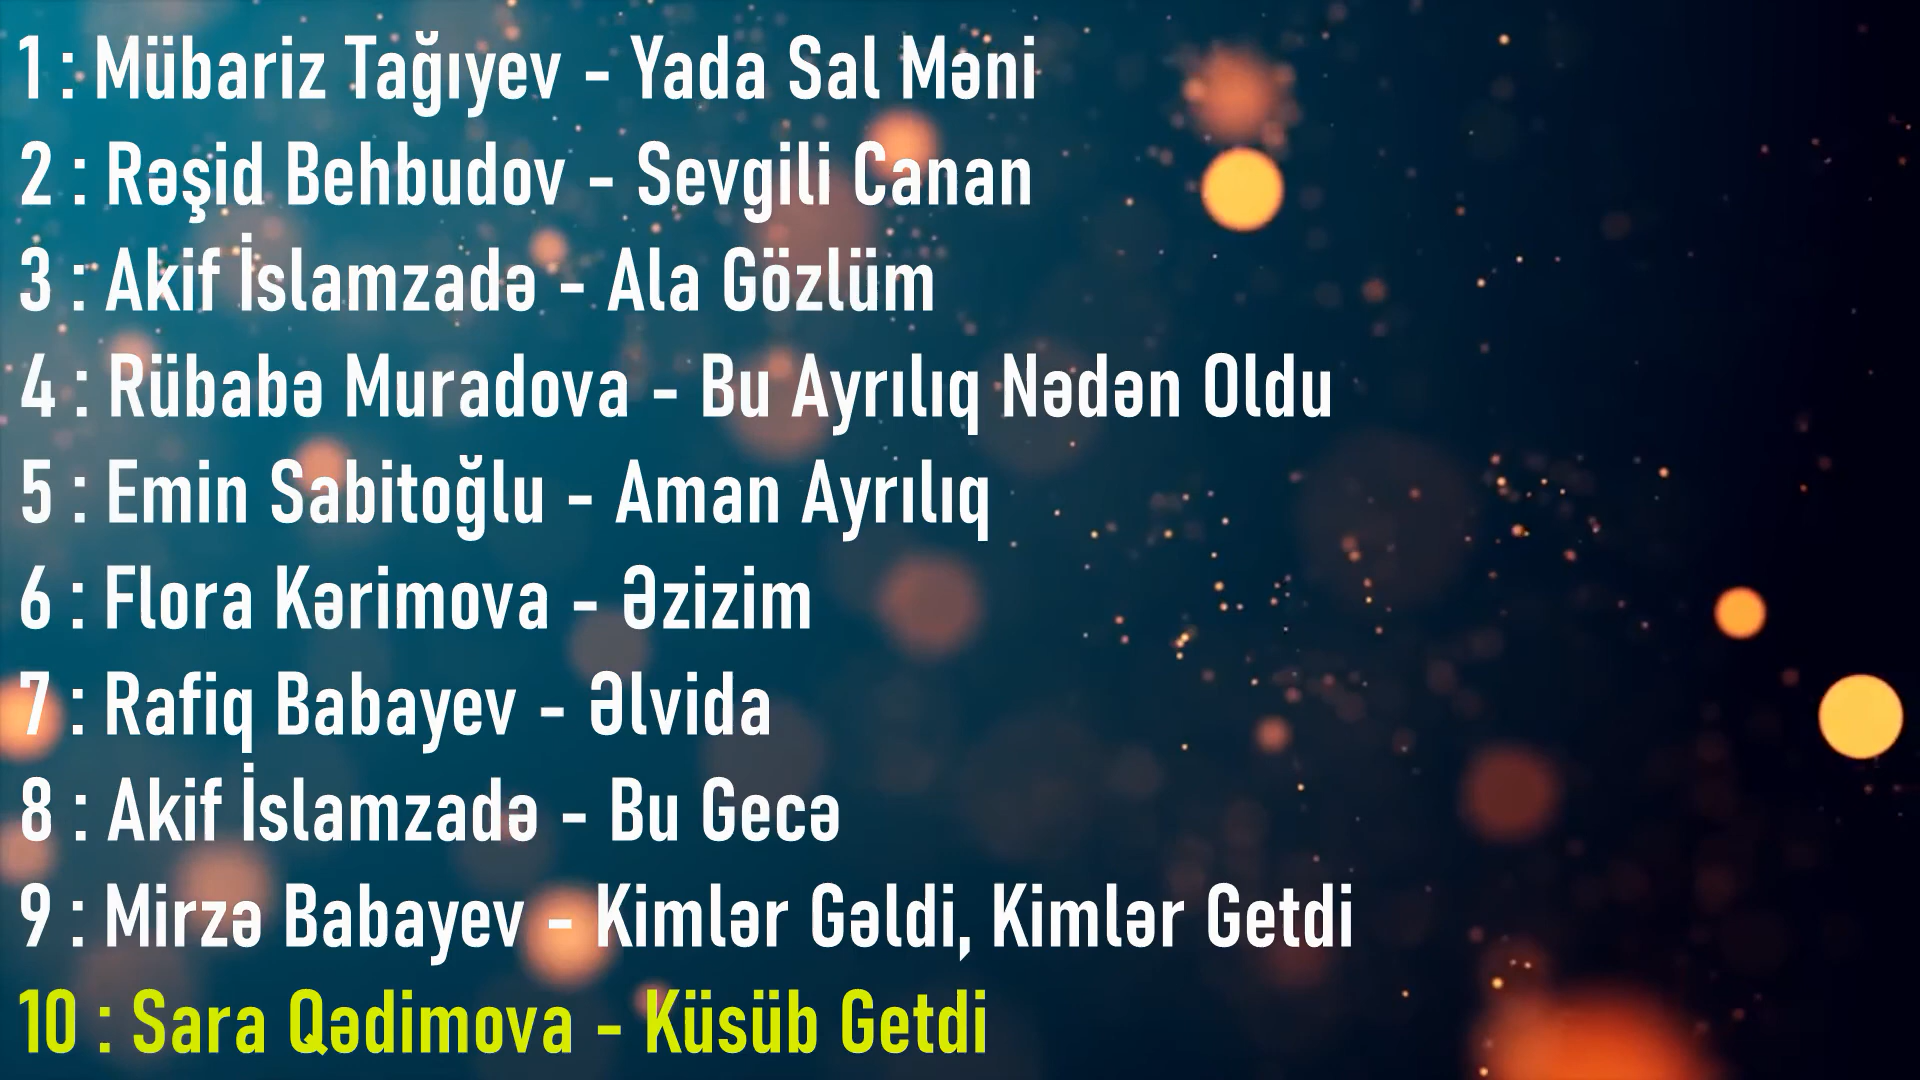 1 : Mübariz Tağıyev - Yada Sal Məni
2 : Rəşid Behbudov - Sevgili Canan
3 : Akif İslamzadə - Ala Gözlüm
4 : Rübabə Muradova - Bu Ayrılıq Nədən Oldu
5 : Emin Sabitoğlu - Aman Ayrılıq
6 : Flora Kərimova - Əzizim
7 : Rafiq Babayev - Əlvida
8 : Akif İslamzadə - Bu Gecə
9 : Mirzə Babayev - Kimlər Gəldi, Kimlər Getdi
10 : Sara Qədimova - Küsüb Getdi